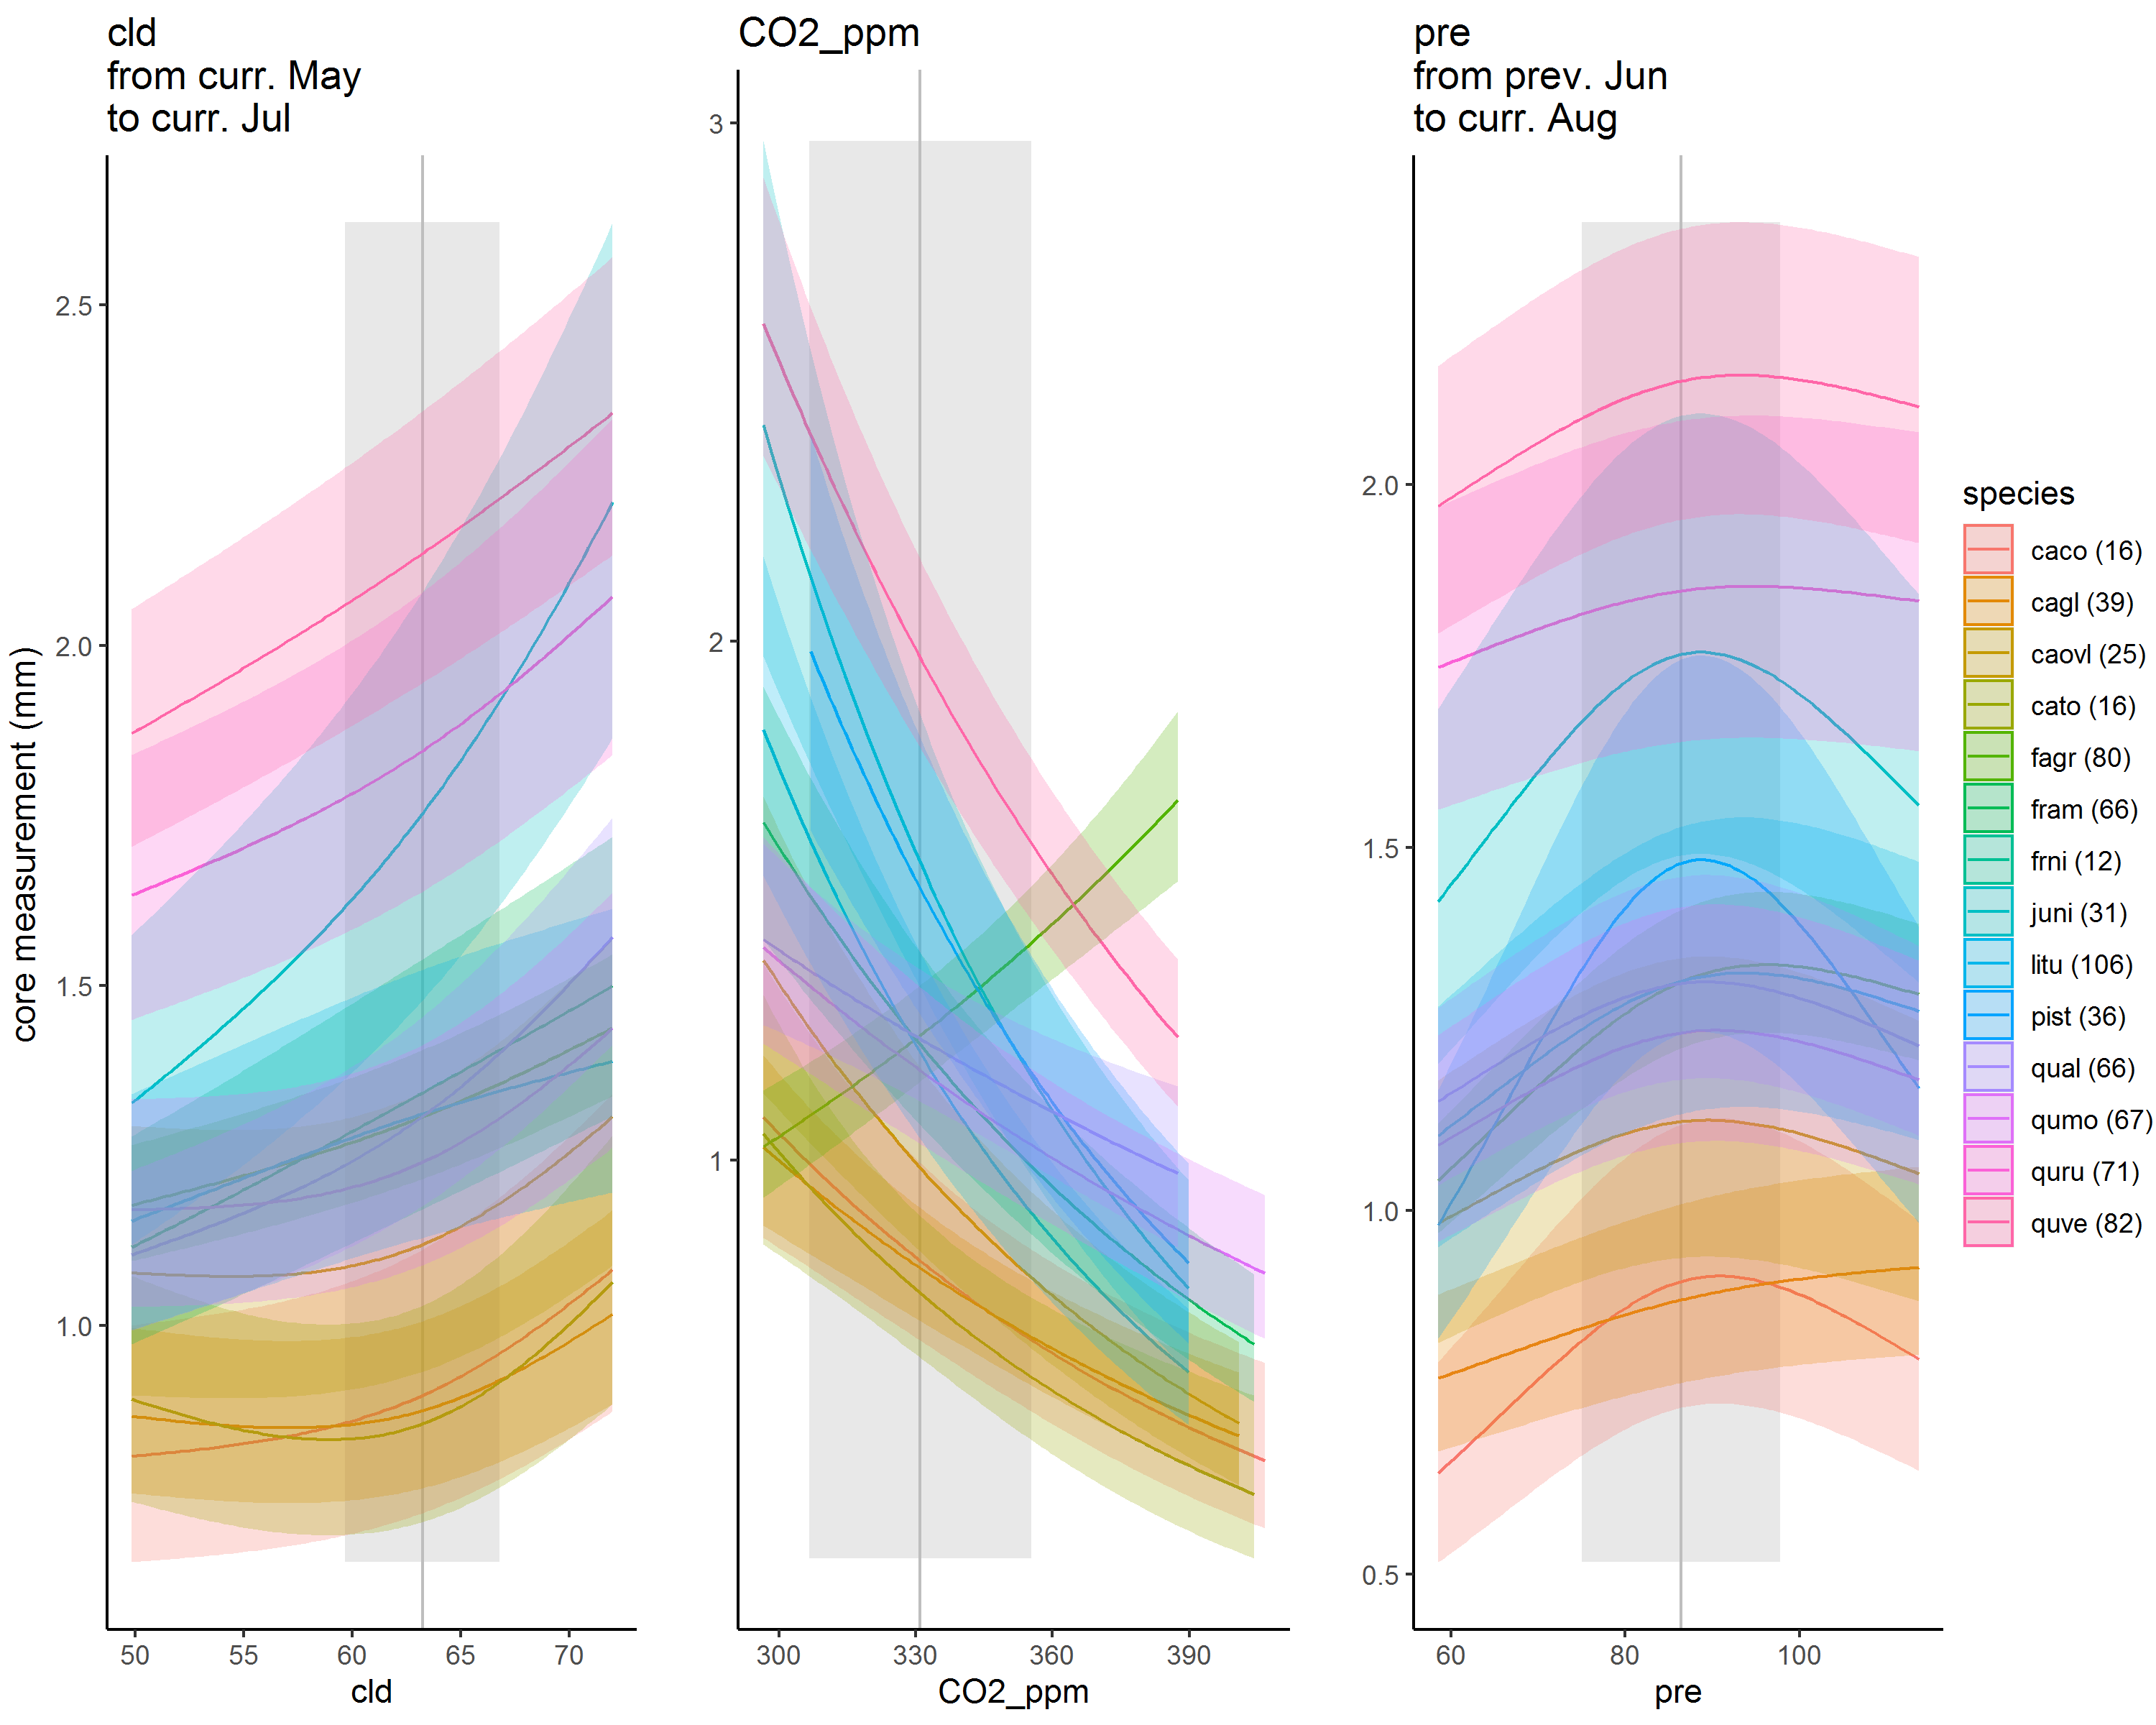 cld
from curr. May
to curr. Jul
CO2_ppm
pre
from prev. Jun
to curr. Aug
core measurement (mm)
2.5
2.0
1.5
1.0
50 55 60 65 70
cld
3
2
1
300 330 360 390
CO2_ppm
2.0
1.5
1.0
0.5
60 80 100
pre
species
caco (16)
cagl (39)
caovl (25)
cato (16)
fagr (80)
fram (66)
frni (12)
juni (31)
litu (106)
pist (36)
qual (66)
qumo (67)
quru (71)
quve (82)